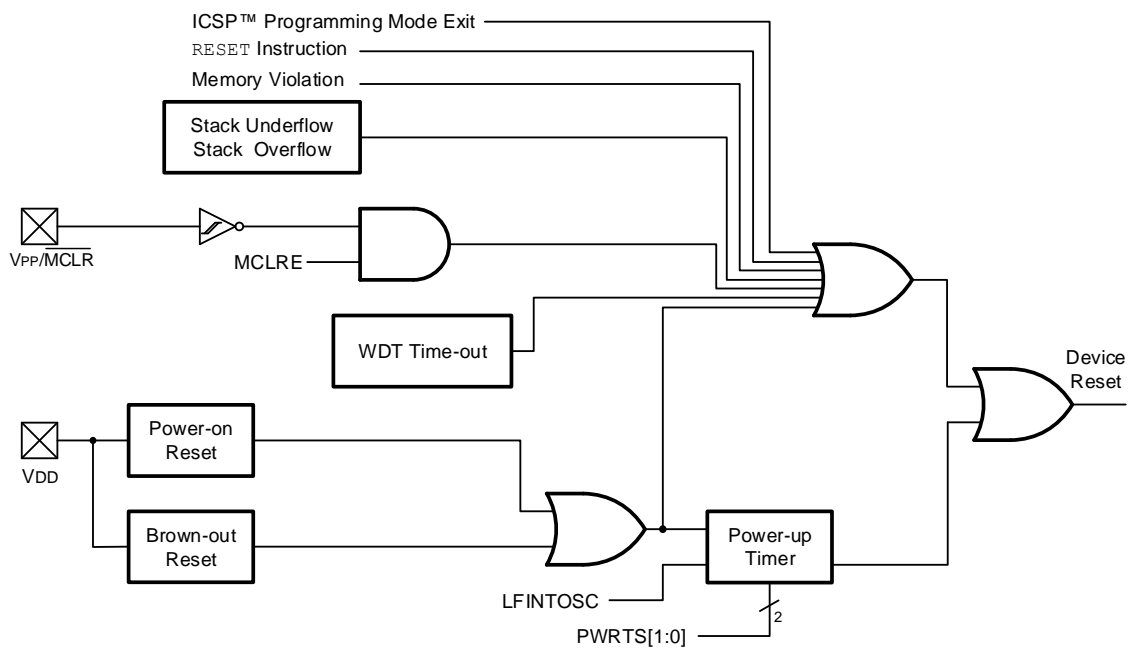 ICSP™ Programming Mode Exit
RESET Instruction
Memory Violation
Stack Underflow
Stack Overflow
VPP/MCLR
MCLRE
WDT Time-out
Device
Reset
Power-on
Reset
VDD
Brown-out
Reset
Power-up
Timer
LFINTOSC
2
PWRTS[1:0]